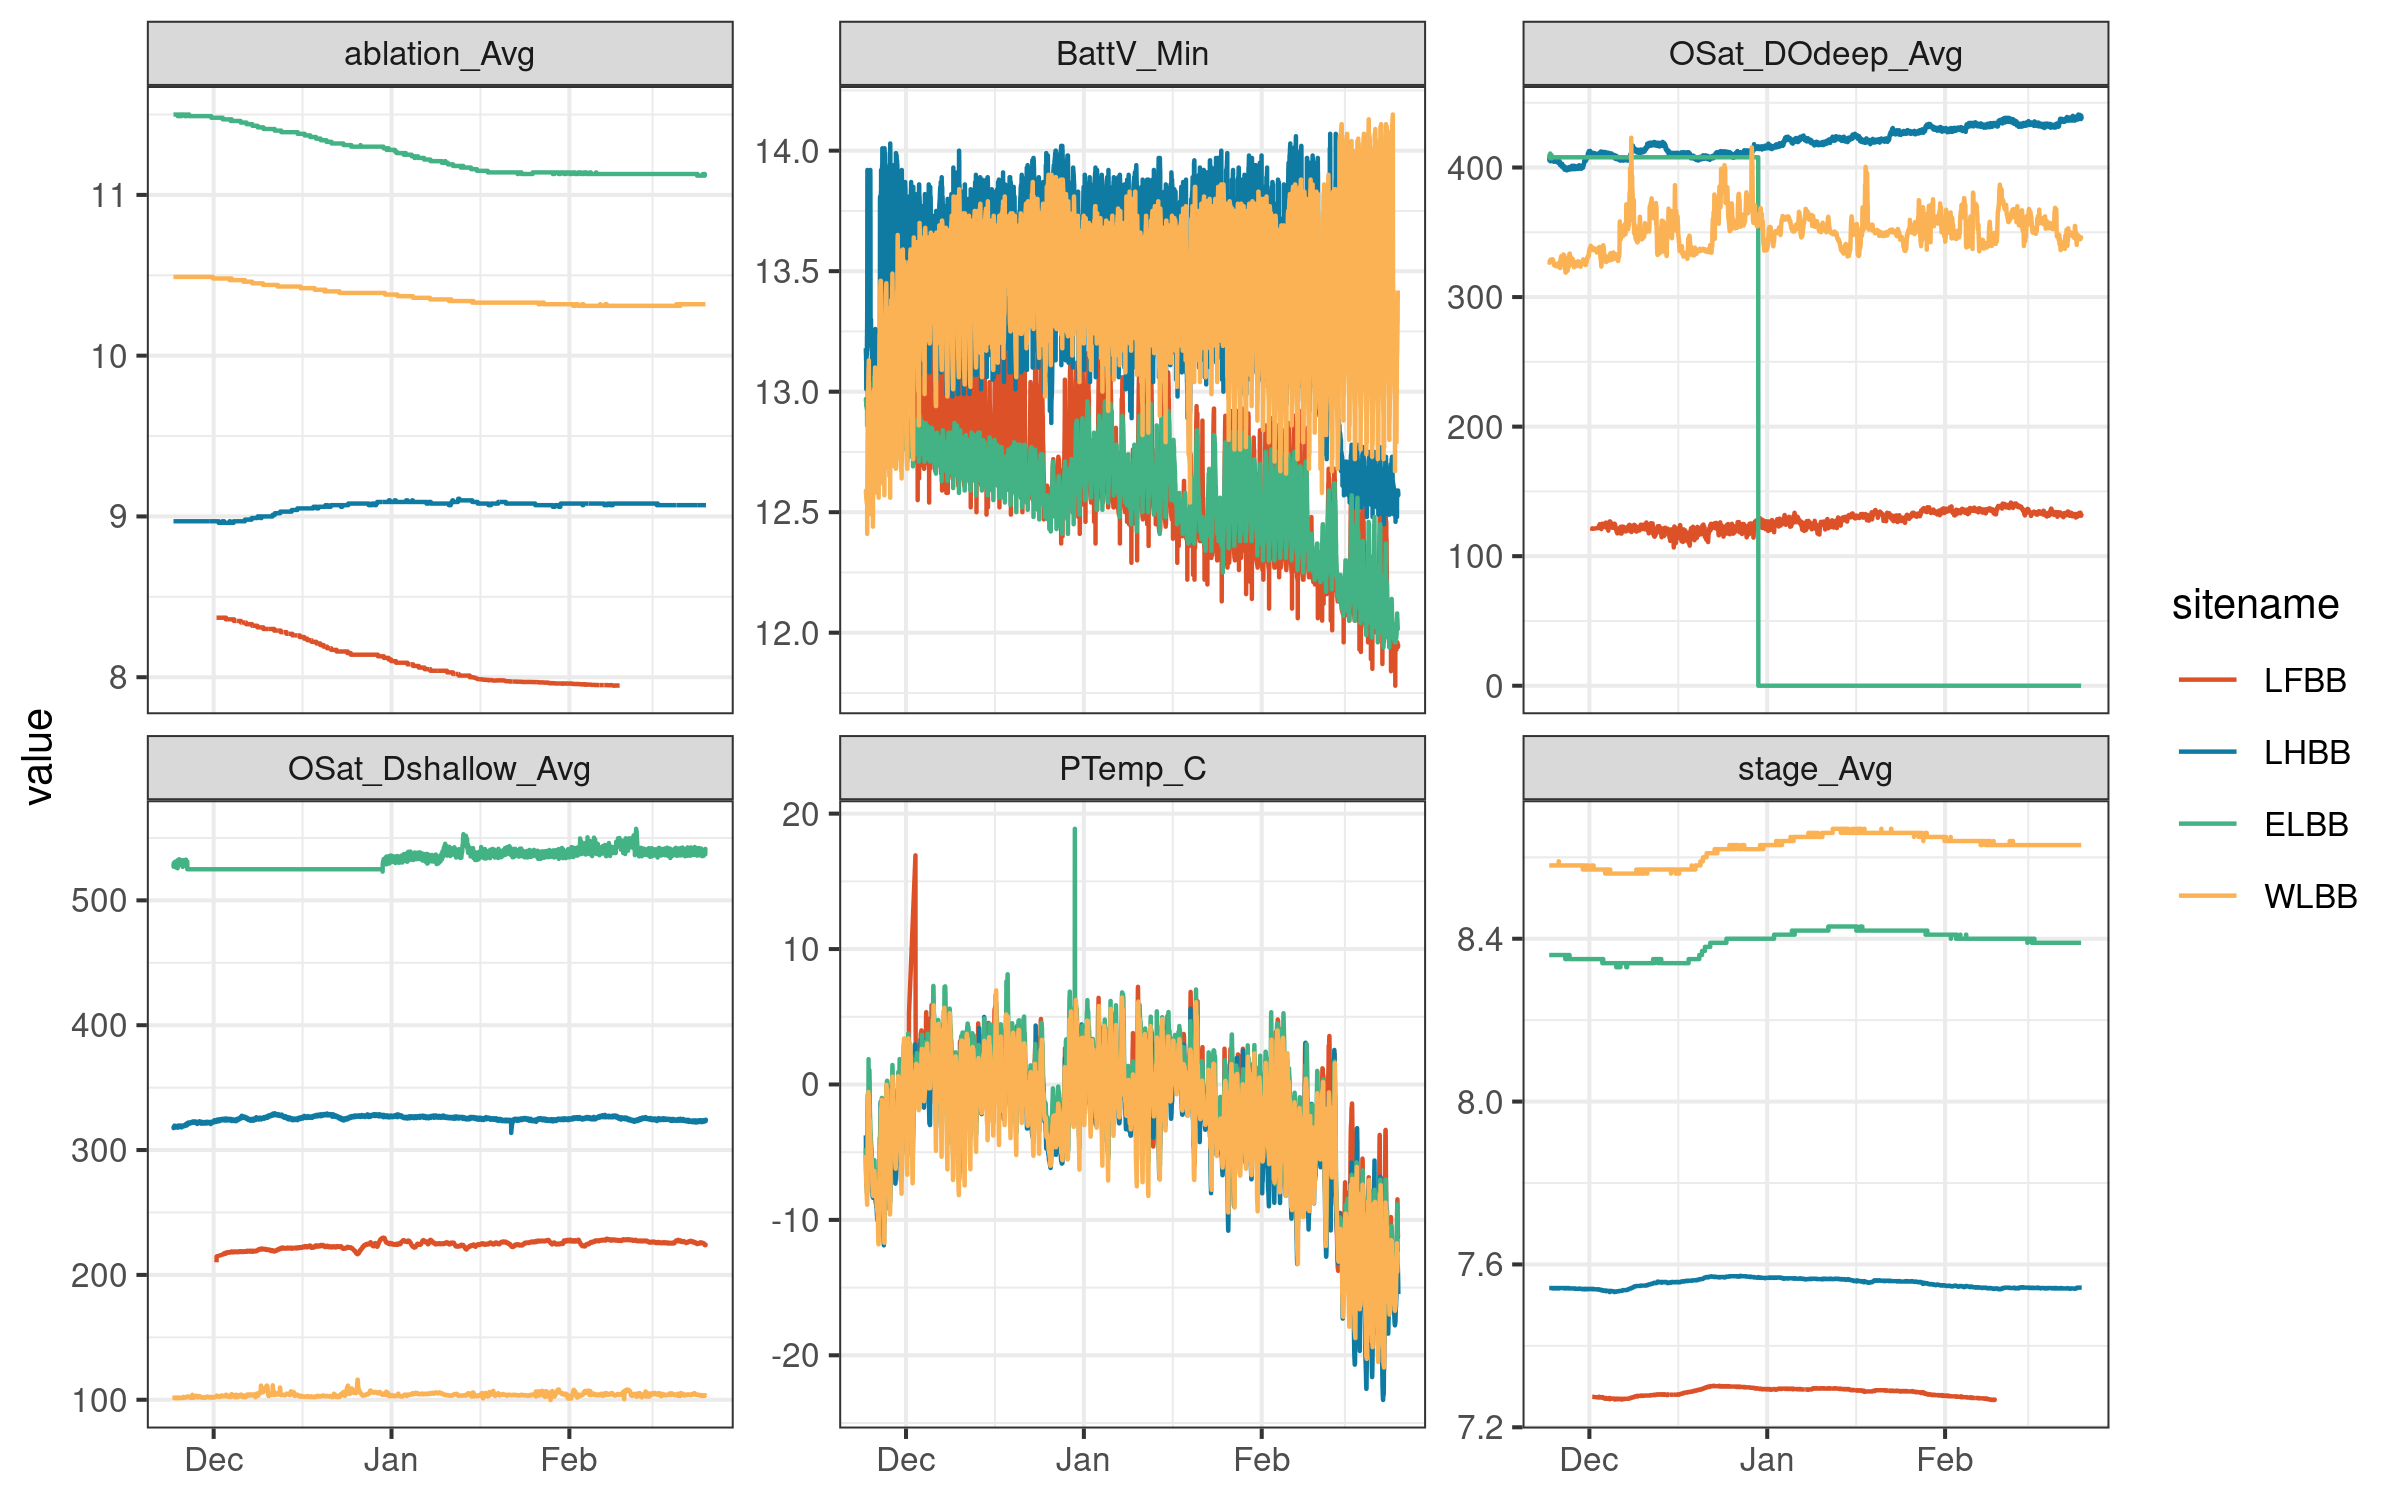 ablation_Avg
BattV_Min
OSat_DOdeep_Avg
11
10
9
8
14.0
13.5
13.0
12.5
12.0
400
300
200
100
0
value
OSat_Dshallow_Avg
PTemp_C
stage_Avg
500
400
300
200
100
20
10
0
-10
-20
8.4
8.0
7.6
7.2
Dec Jan Feb
Dec Jan Feb
Dec Jan Feb
sitename
LFBB
LHBB
ELBB
WLBB